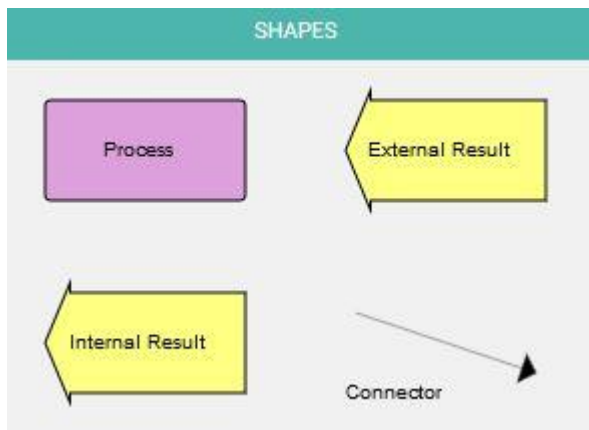 SHAPES
Process
External Result
Internal Result
Connector